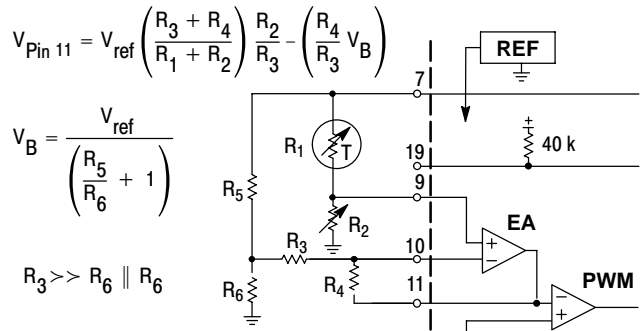 V_Pin 11 = V_ref ( (R_3 + R_4) / (R_1 + R_2) ) R_2 / R_3 − ( R_4 / R_3 V_B )
V_B = V_ref / ( R_5 / R_6 + 1 )
R_3 >> R_6 || R_6
REF
7
+
40 k
R_1
T
19
9
R_5
EA
R_2
+
R_3
10
−
R_6
R_4
11
PWM
−
+